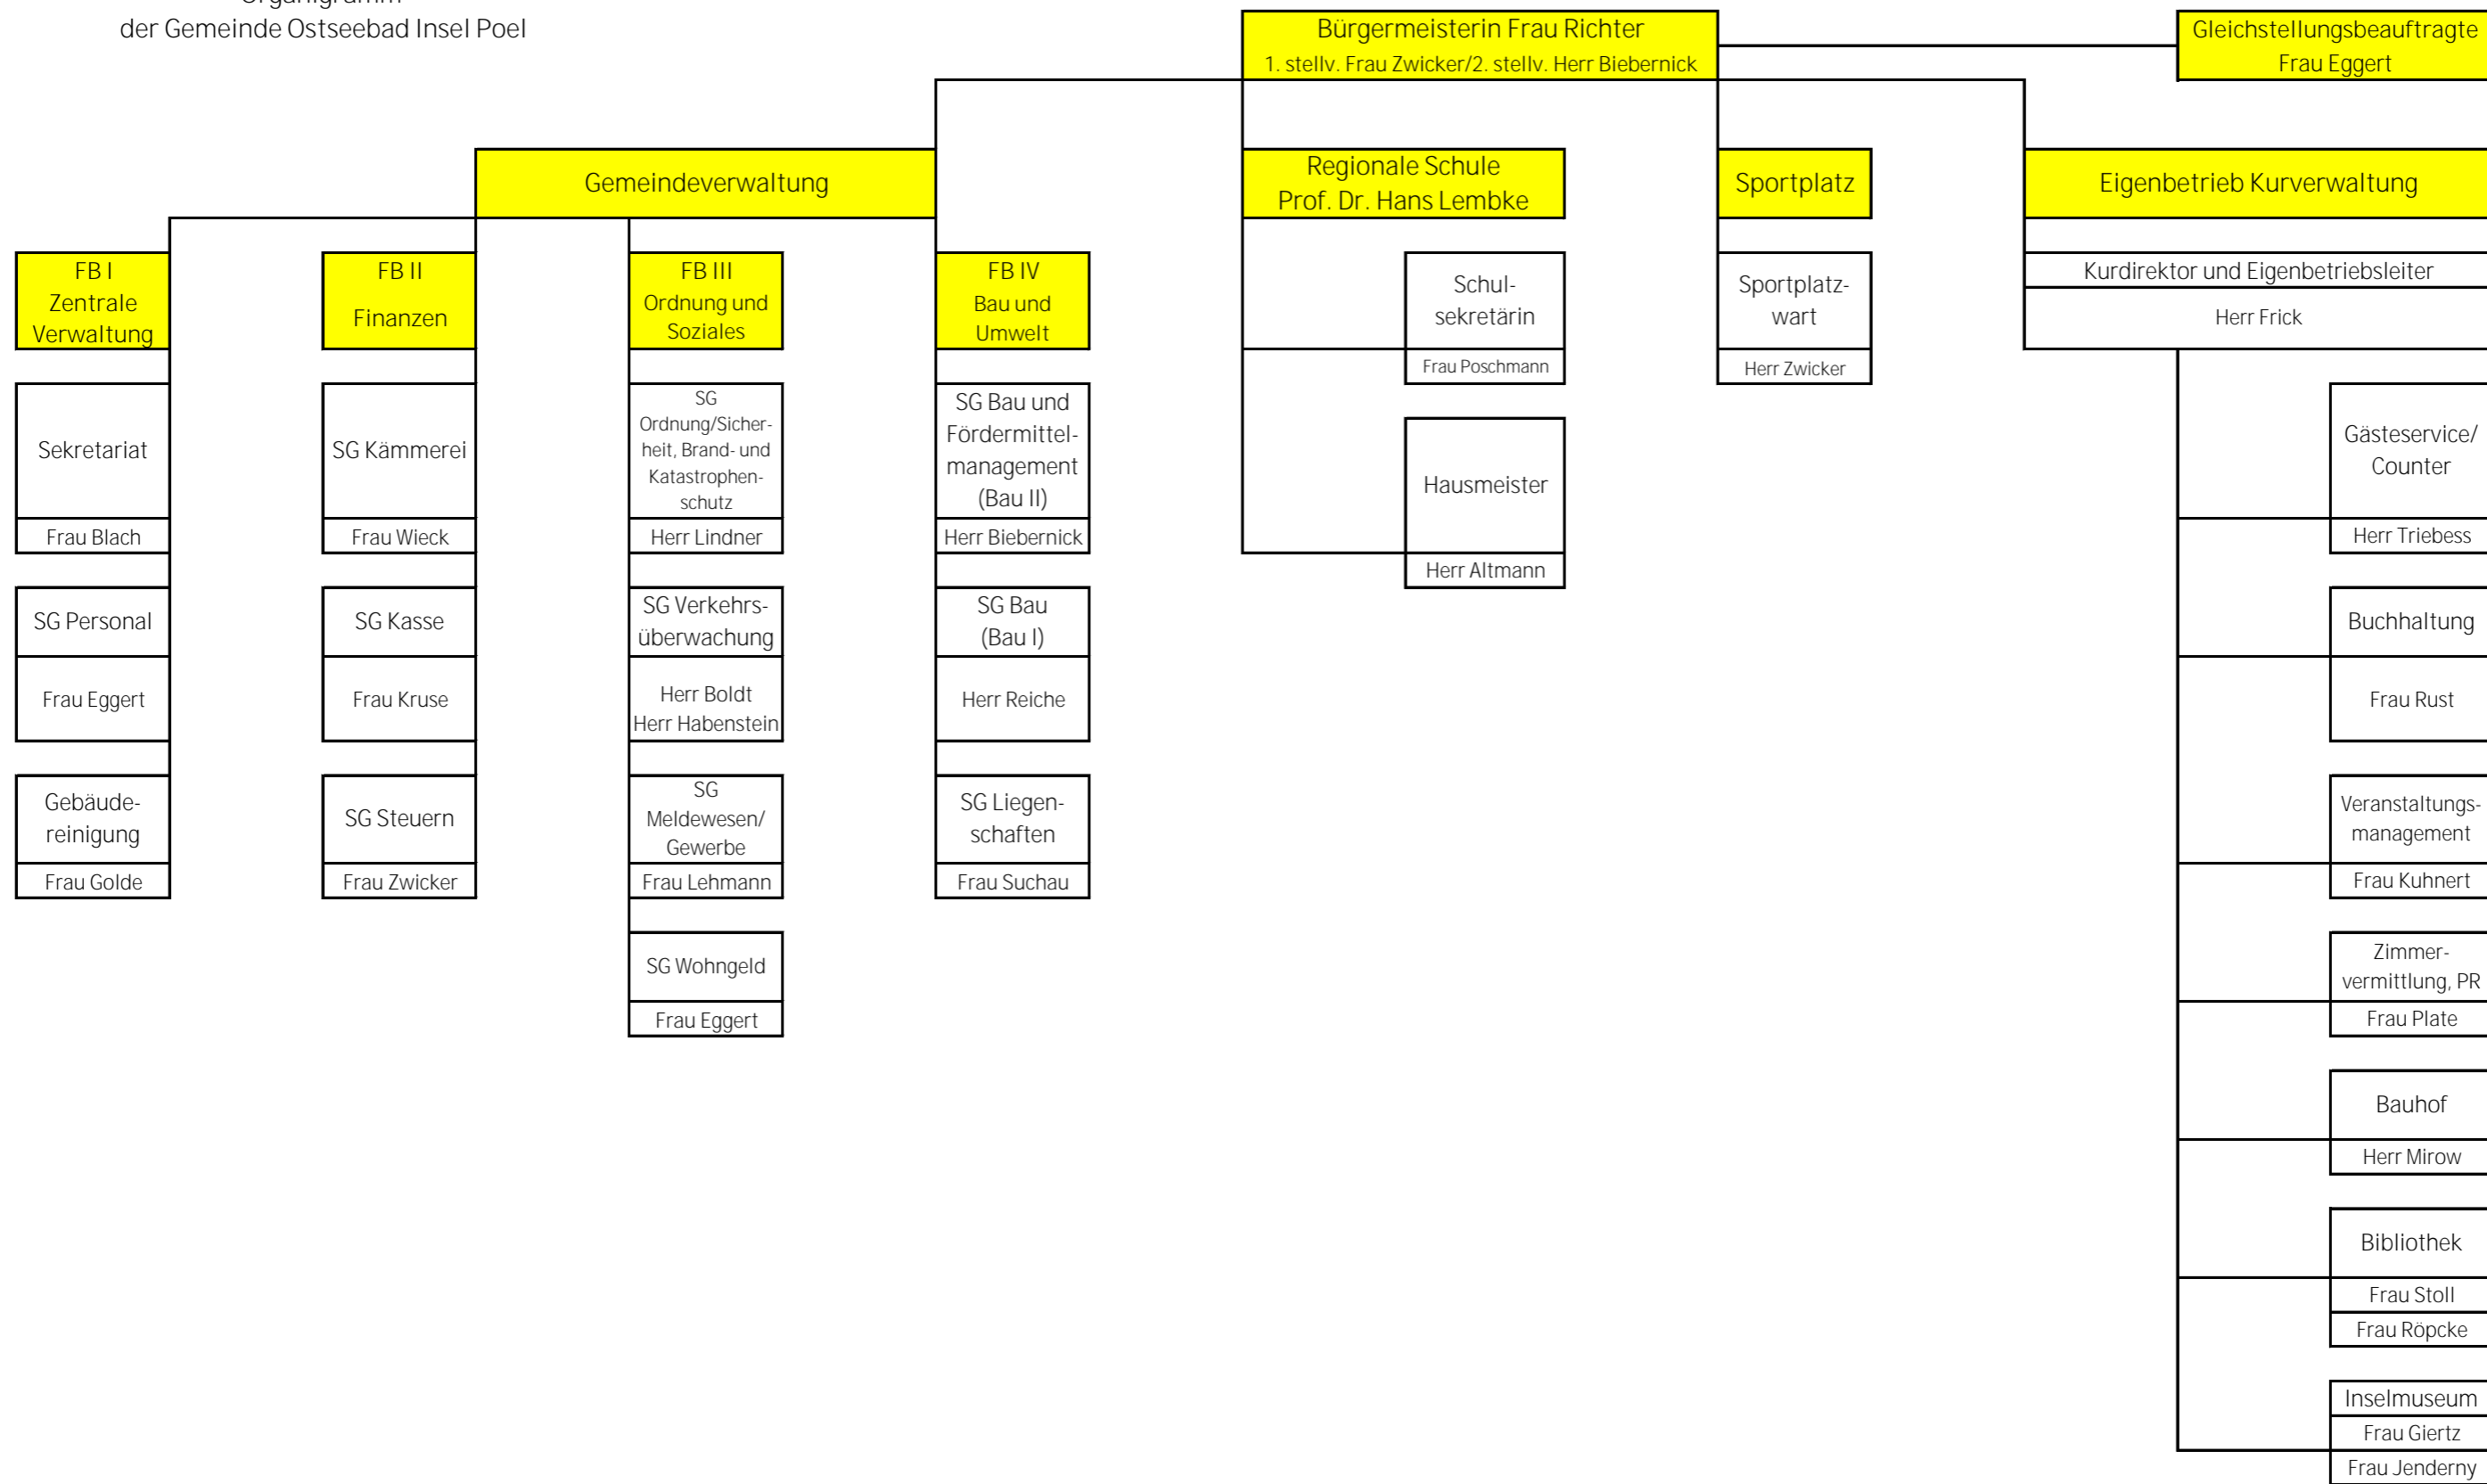 Organigramm
der Gemeinde Ostseebad Insel Poel
Bürgermeisterin Frau Richter
1. stellv. Frau Zwicker/2. stellv. Herr Biebernick
Gleichstellungsbeauftragte
Frau Eggert
Gemeindeverwaltung
Regionale Schule
Prof. Dr. Hans Lembke
Sportplatz
Eigenbetrieb Kurverwaltung
FB I
Zentrale
Verwaltung
Sekretariat
Frau Blach
SG Personal
Frau Eggert
Gebäude-
reinigung
Frau Golde
FB II
Finanzen
SG Kämmerei
Frau Wieck
SG Kasse
Frau Kruse
SG Steuern
Frau Zwicker
FB III
Ordnung und
Soziales
SG
Ordnung/Sicher-
heit, Brand- und
Katastrophen-
schutz
Herr Lindner
SG Verkehrs-
überwachung
Herr Boldt
Herr Habenstein
SG
Meldewesen/
Gewerbe
Frau Lehmann
SG Wohngeld
Frau Eggert
FB IV
Bau und
Umwelt
SG Bau und
Fördermittel-
management
(Bau II)
Herr Biebernick
SG Bau
(Bau I)
Herr Reiche
SG Liegen-
schaften
Frau Suchau
Schul-
sekretärin
Frau Poschmann
Hausmeister
Herr Altmann
Sportplatz-
wart
Herr Zwicker
Kurdirektor und Eigenbetriebsleiter
Herr Frick
Gästeservice/
Counter
Herr Triebess
Buchhaltung
Frau Rust
Veranstaltungs-
management
Frau Kuhnert
Zimmer-
vermittlung, PR
Frau Plate
Bauhof
Herr Mirow
Bibliothek
Frau Stoll
Frau Röpcke
Inselmuseum
Frau Giertz
Frau Jenderny